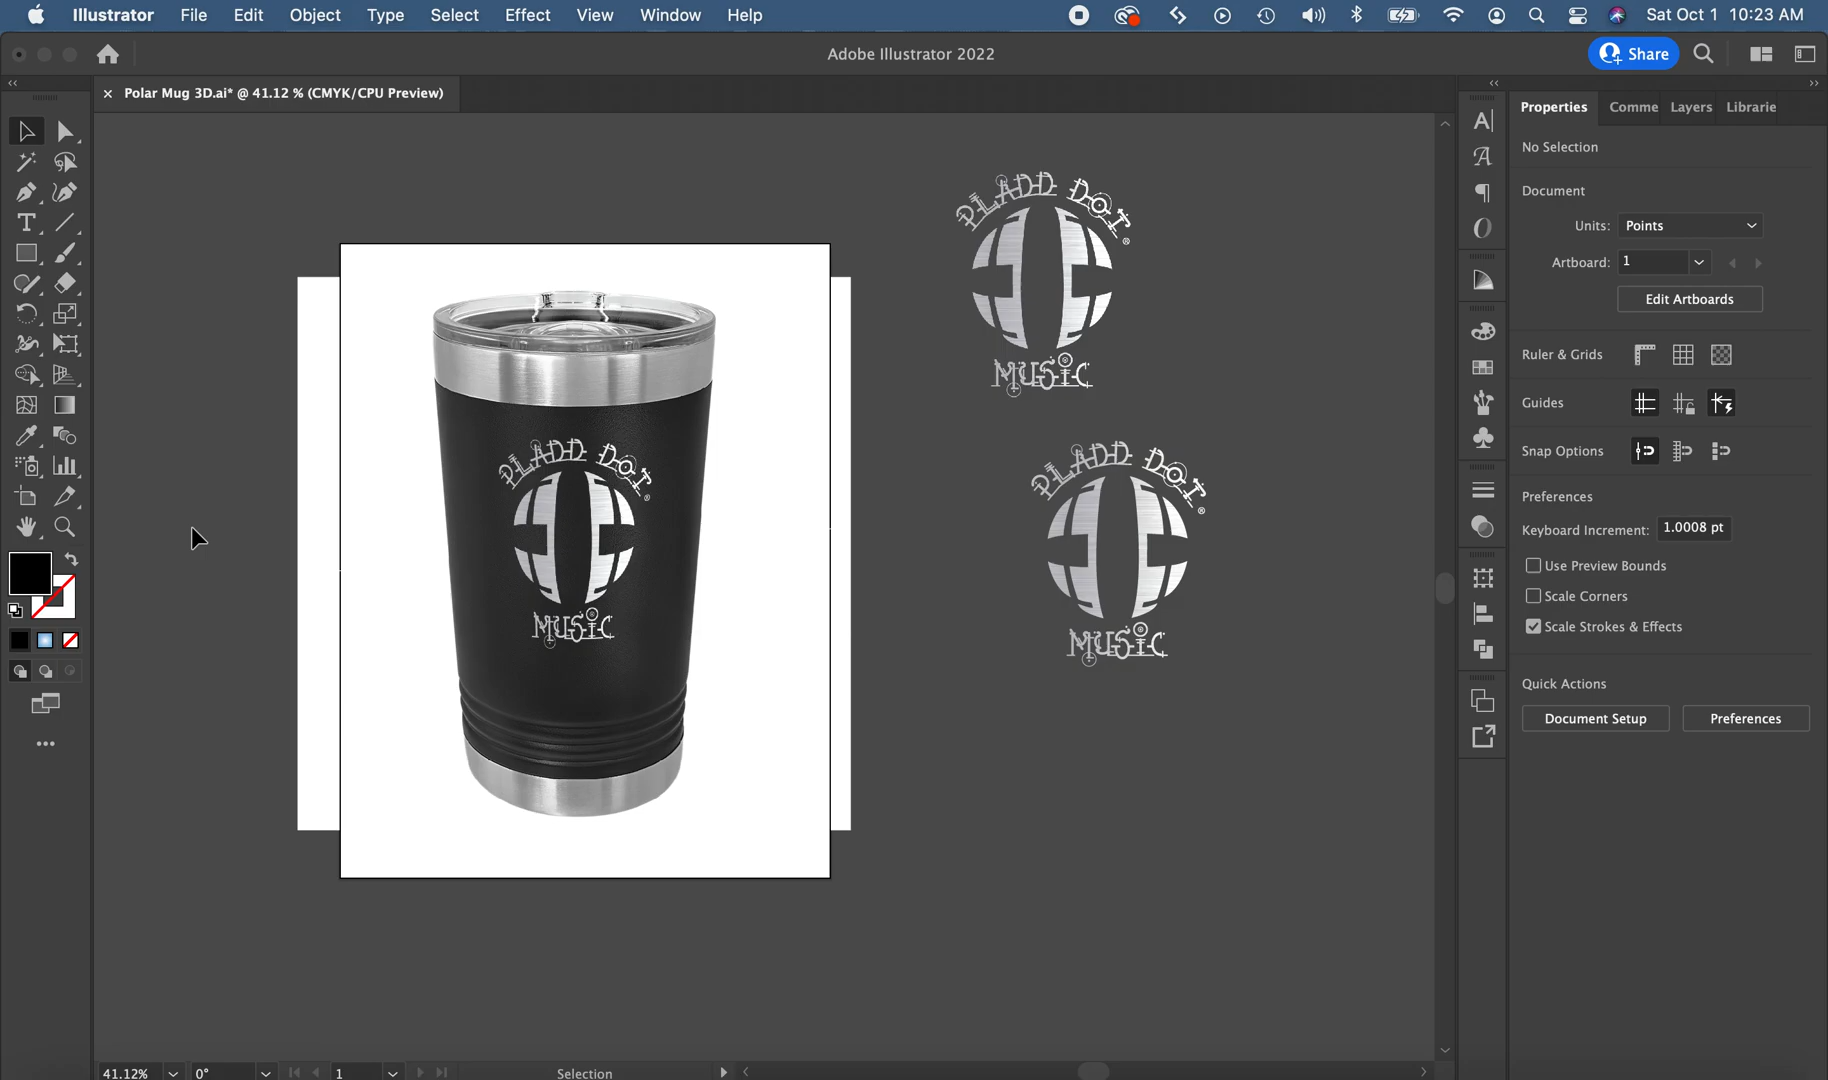 Illustrator File Edit Object Type Select Effect View Window Help Sat Oct 1 10:23 AM
Adobe Illustrator 2022
Share
× Polar Mug 3D.ai* @ 41.12 % (CMYK/CPU Preview)
Properties Comme Layers Librarie
No Selection
Document
Units: Points
Artboard: 1
Edit Artboards
Ruler & Grids
Guides
Snap Options
Preferences
Keyboard Increment: 1.0008 pt
Use Preview Bounds
Scale Corners
Scale Strokes & Effects
Quick Actions
Document Setup Preferences
PLADD DOT®
MUSIC
PLADD DOT®
MUSIC
PLADD DOT®
MUSIC
41.12% 0° 1 Selection